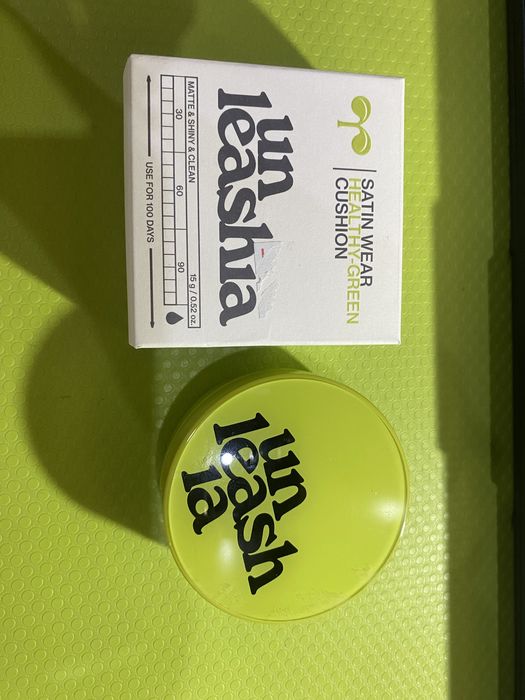 SATIN WEAR
HEALTHY-GREEN
CUSHION
un
leashia
MATTE & SHINY & CLEAN
15 g / 0.52 oz.
30
60
90
USE FOR 100 DAYS
un
leash
ia